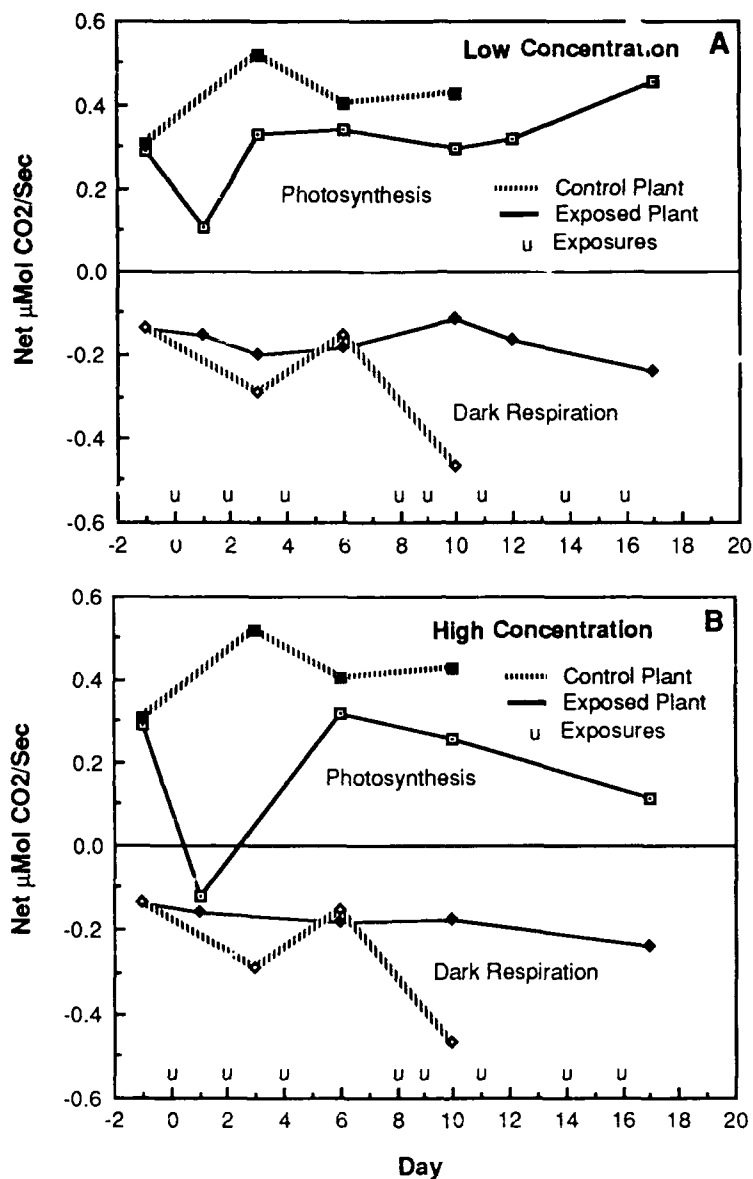 Low Concentration A
0.6
0.4
0.2
0.0
-0.2
-0.4
-0.6
Net µMol CO2/Sec
Photosynthesis
Control Plant
Exposed Plant
u Exposures
Dark Respiration
u u u u u u u u
-2 0 2 4 6 8 10 12 14 16 18 20
High Concentration B
0.6
0.4
0.2
0.0
-0.2
-0.4
-0.6
Net µMol CO2/Sec
Control Plant
Exposed Plant
u Exposures
Photosynthesis
Dark Respiration
u u u u u u u u
-2 0 2 4 6 8 10 12 14 16 18 20
Day